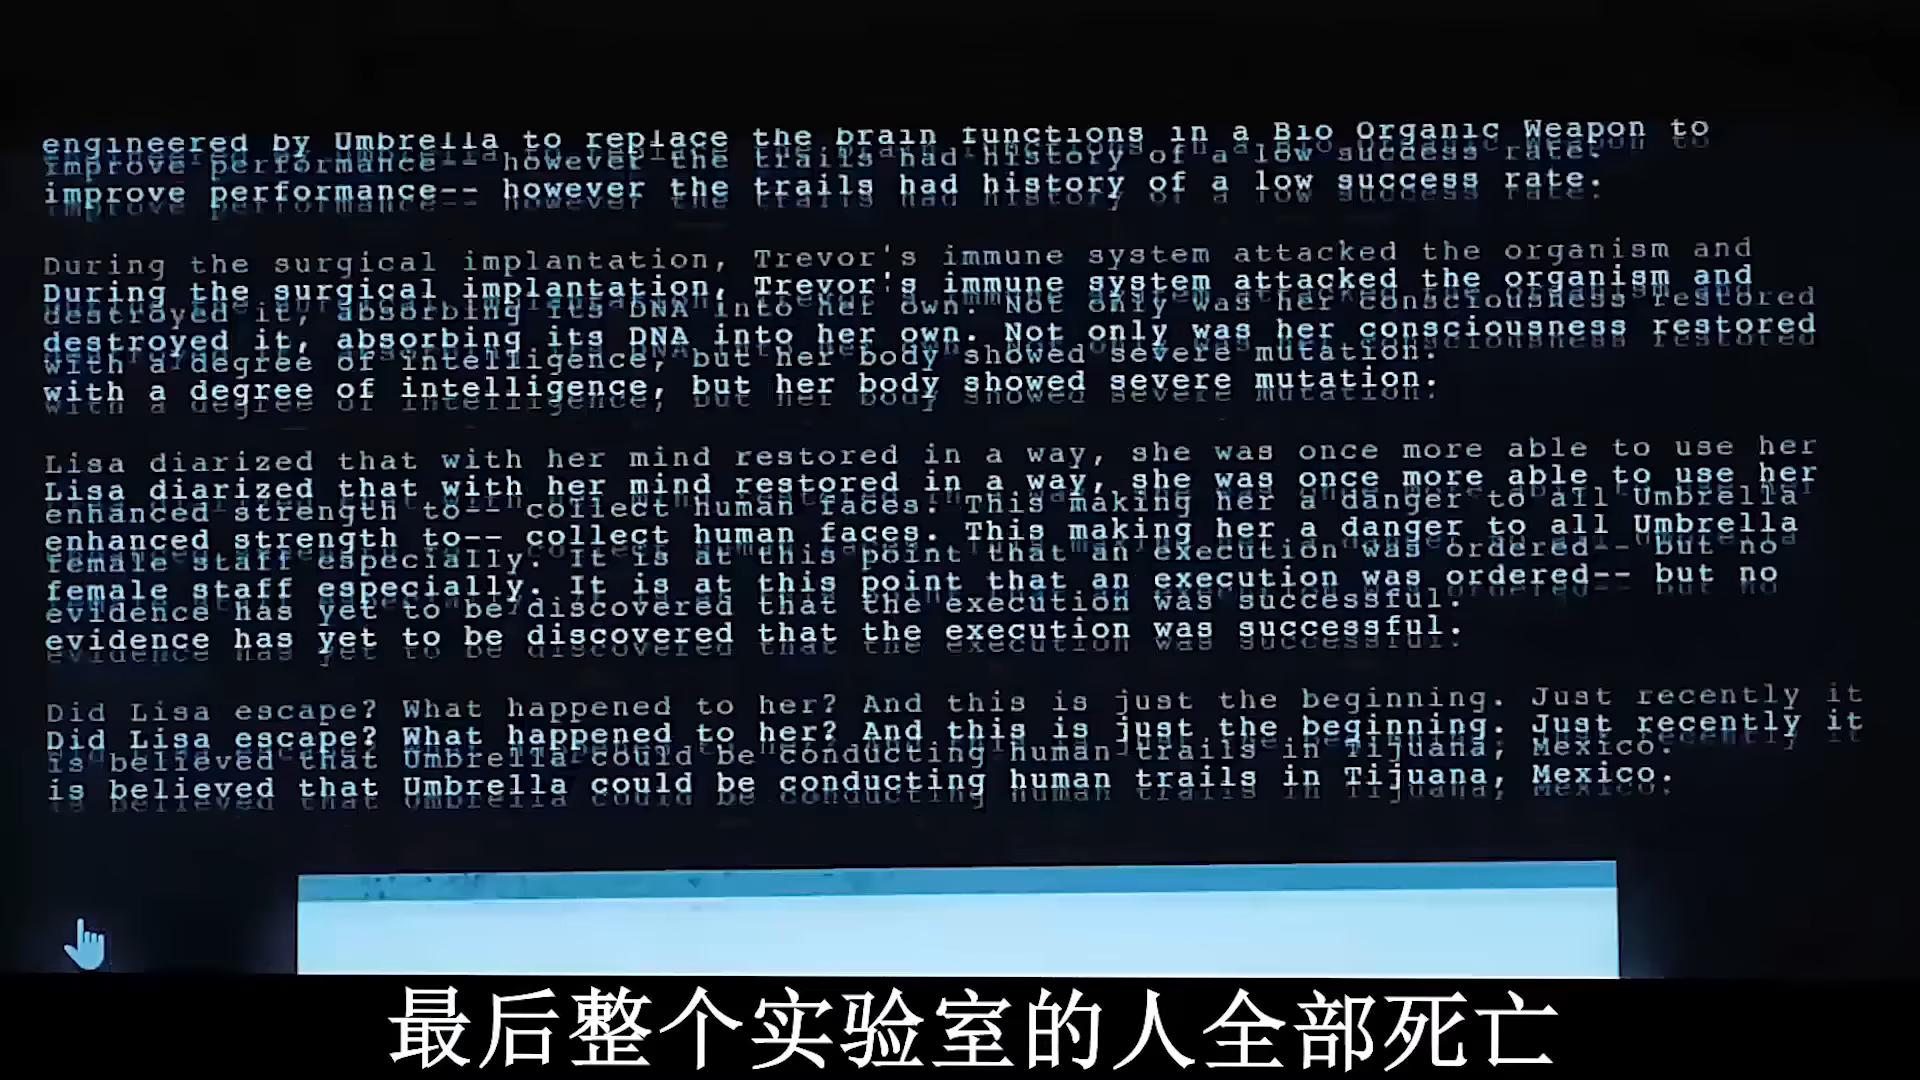 engineered by Umbrella to replace the brain functions in a Bio Organic Weapon to
improve performance-- however the trails had history of a low success rate.
During the surgical implantation, Trevor's immune system attacked the organism and
destroyed it, absorbing its DNA into her own. Not only was her consciousness restored
with a degree of intelligence, but her body showed severe mutation.
Lisa diarized that with her mind restored in a way, she was once more able to use her
enhanced strength to-- collect human faces. This making her a danger to all Umbrella
female staff especially. It is at this point that an execution was ordered-- but no
evidence has yet to be discovered that the execution was successful.
Did Lisa escape? What happened to her? And this is just the beginning. Just recently it
is believed that Umbrella could be conducting human trails in Tijuana, Mexico.
最后整个实验室的人全部死亡